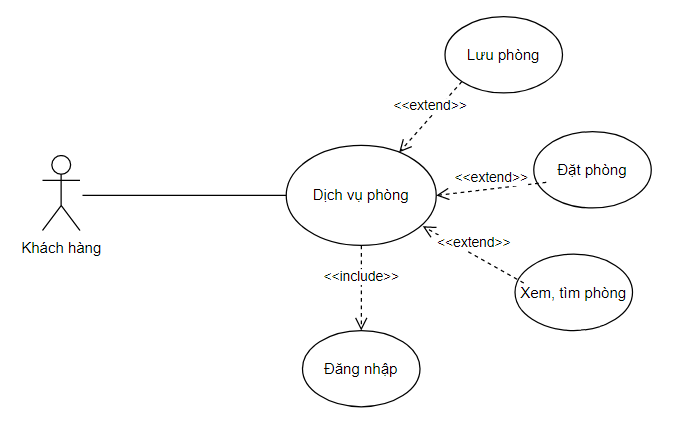 Lưu phòng
<<extend>>
Đặt phòng
<<extend>>
Dịch vụ phòng
Khách hàng
<<extend>>
<<include>>
Xem, tìm phòng
Đăng nhập